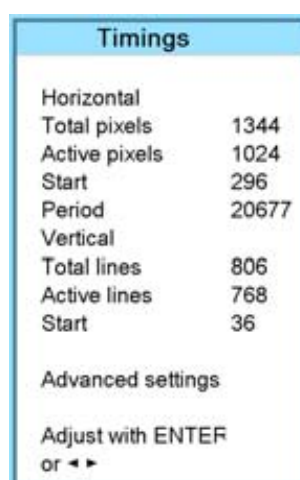 Timings
Horizontal
Total pixels 1344
Active pixels 1024
Start 296
Period 20677
Vertical
Total lines 806
Active lines 768
Start 36
Advanced settings
Adjust with ENTER
or ◄ ►